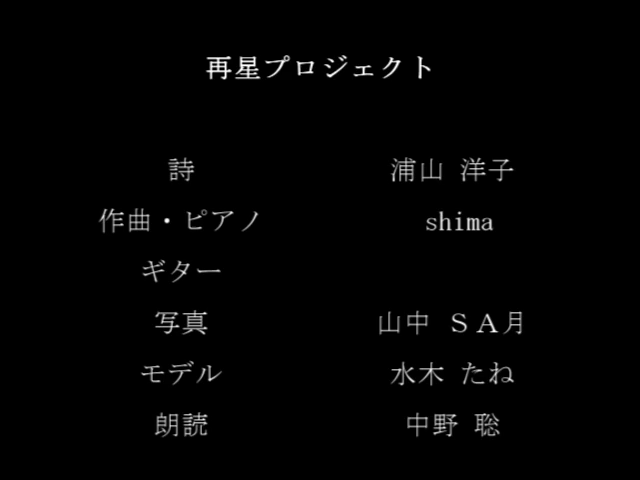 再星プロジェクト
詩 浦山 洋子
作曲・ピアノ shima
ギター
写真 山中 ＳＡ月
モデル 水木 たね
朗読 中野 聡